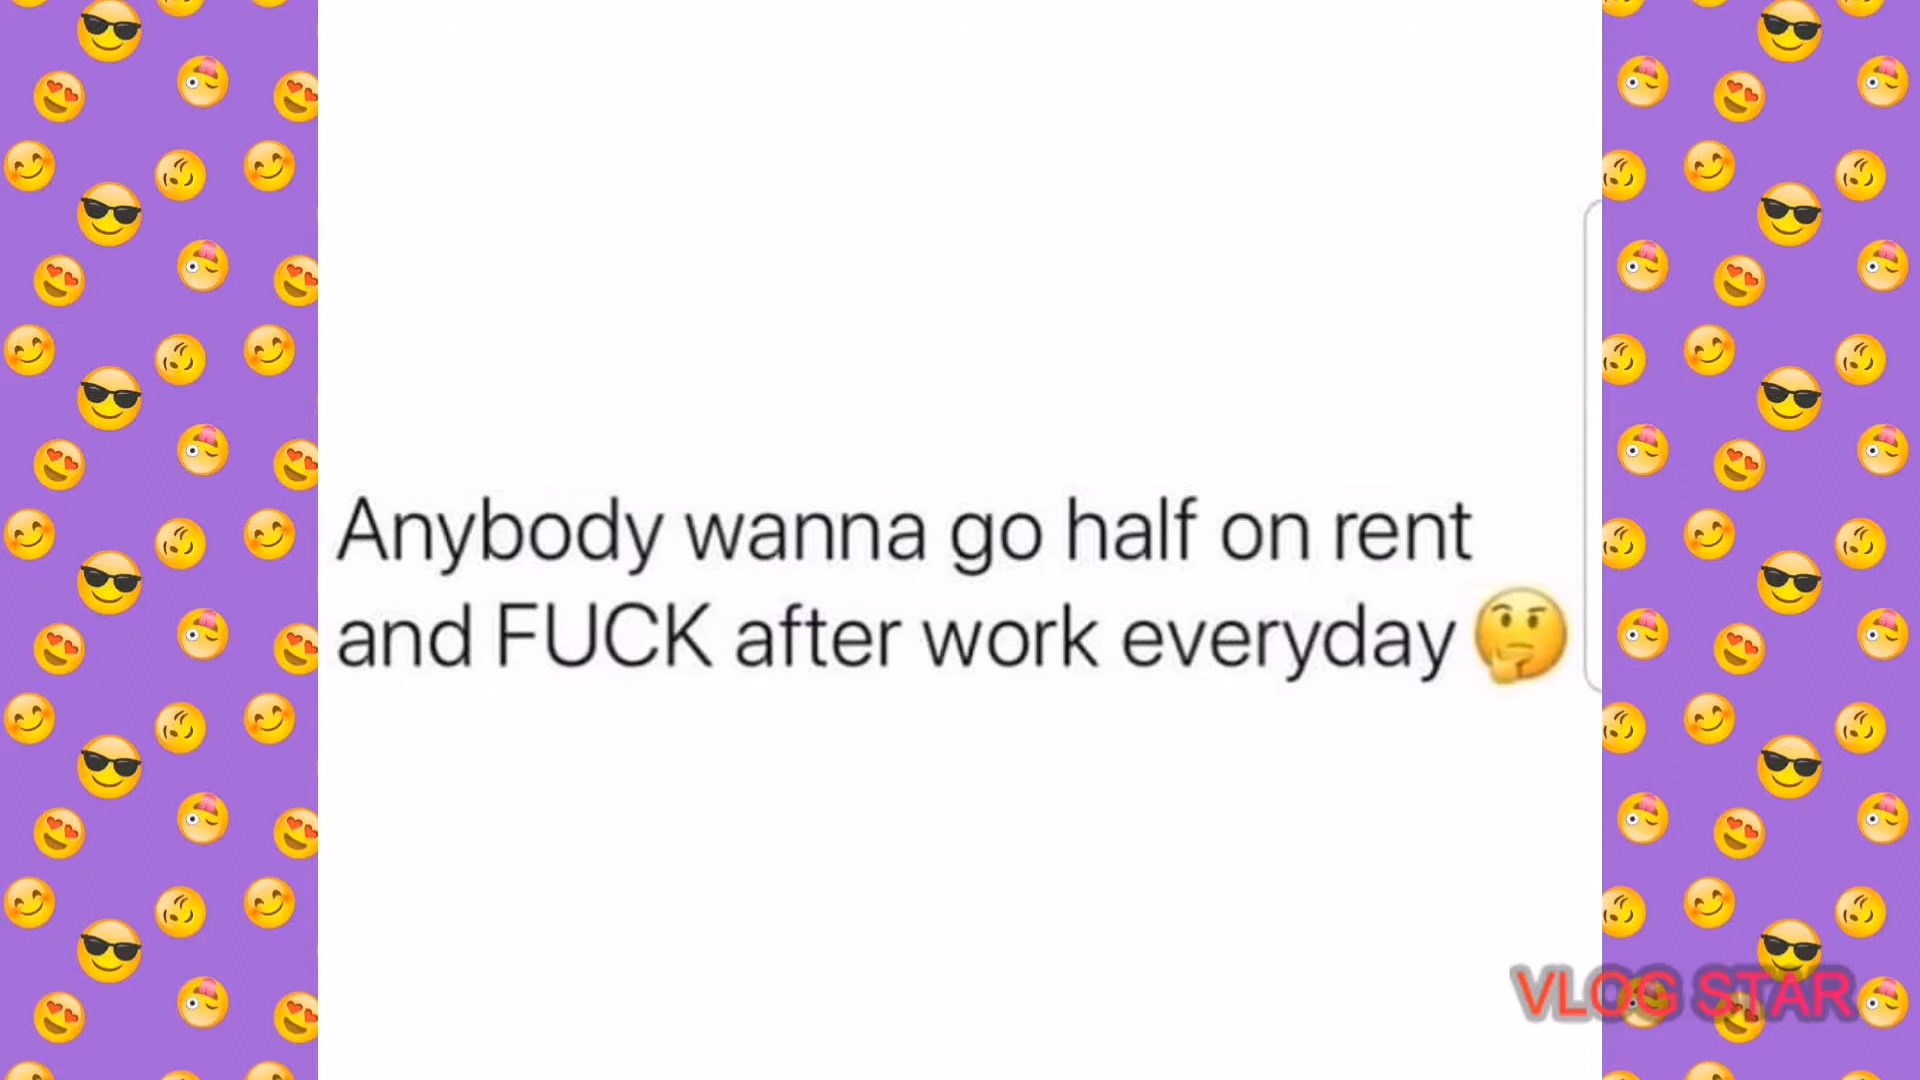 Anybody wanna go half on rent
and FUCK after work everyday 🤔
VLOG STAR